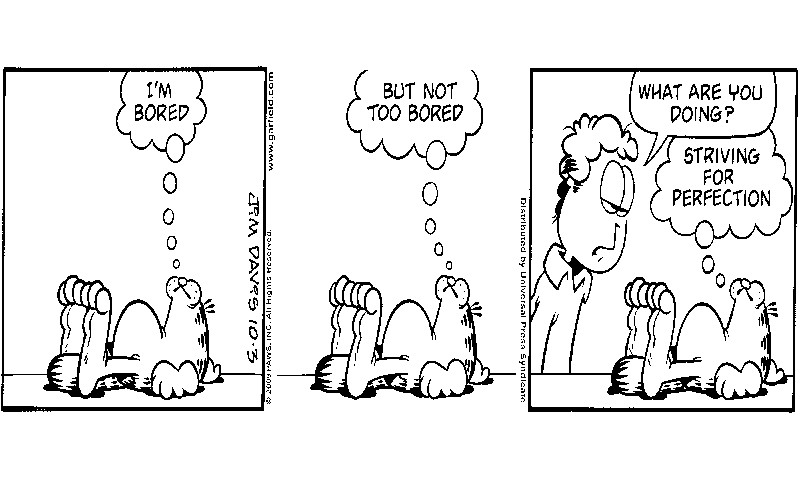 I'M
BORED
www.garfield.com
JIM DAVIS 10·3
BUT NOT
TOO BORED
WHAT ARE YOU
DOING?
STRIVING
FOR
PERFECTION
Distributed by Universal Press Syndicate